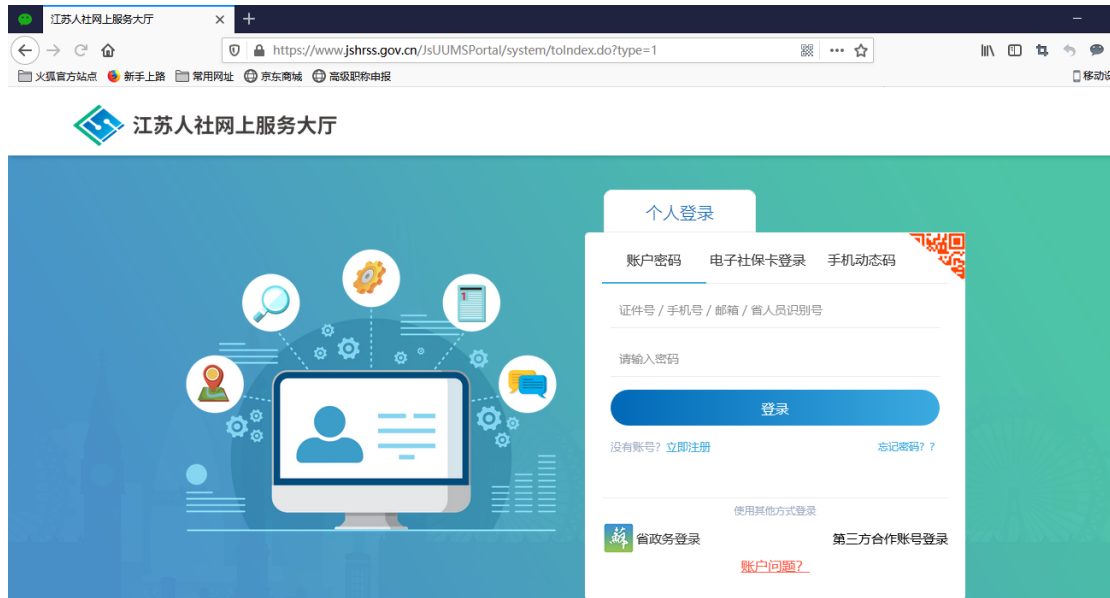 江苏人社网上服务大厅
https://www.jshrss.gov.cn/JsUUMSPortal/system/toIndex.do?type=1
火狐官方站点 新手上路 常用网址 京东商城 高级职称申报 移动设
江苏人社网上服务大厅
个人登录
账户密码 电子社保卡登录 手机动态码
证件号 / 手机号 / 邮箱 / 省人员识别号
请输入密码
登录
没有账号？立即注册 忘记密码？?
使用其他方式登录
苏 省政务登录 第三方合作账号登录
账户问题？